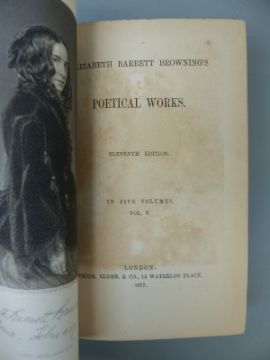 ELIZABETH BARRETT BROWNING'S
POETICAL WORKS.
ELEVENTH EDITION.
IN FIVE VOLUMES.
VOL. V.
LONDON:
SMITH, ELDER, & CO., 15 WATERLOO PLACE.
1877.
Barrett